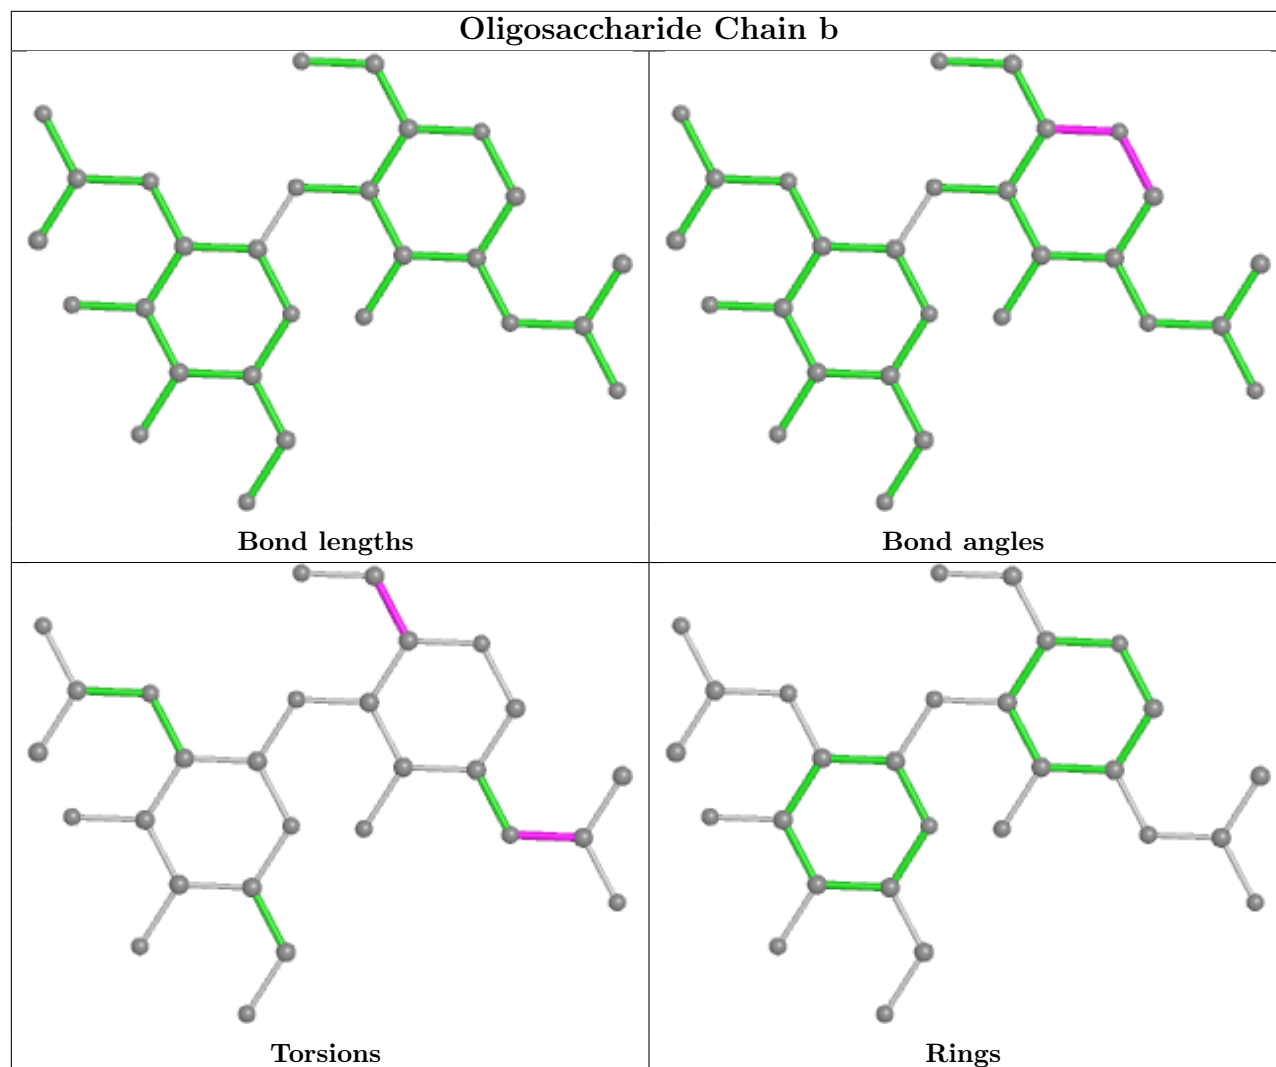 Oligosaccharide Chain b
Bond lengths
Bond angles
Torsions
Rings